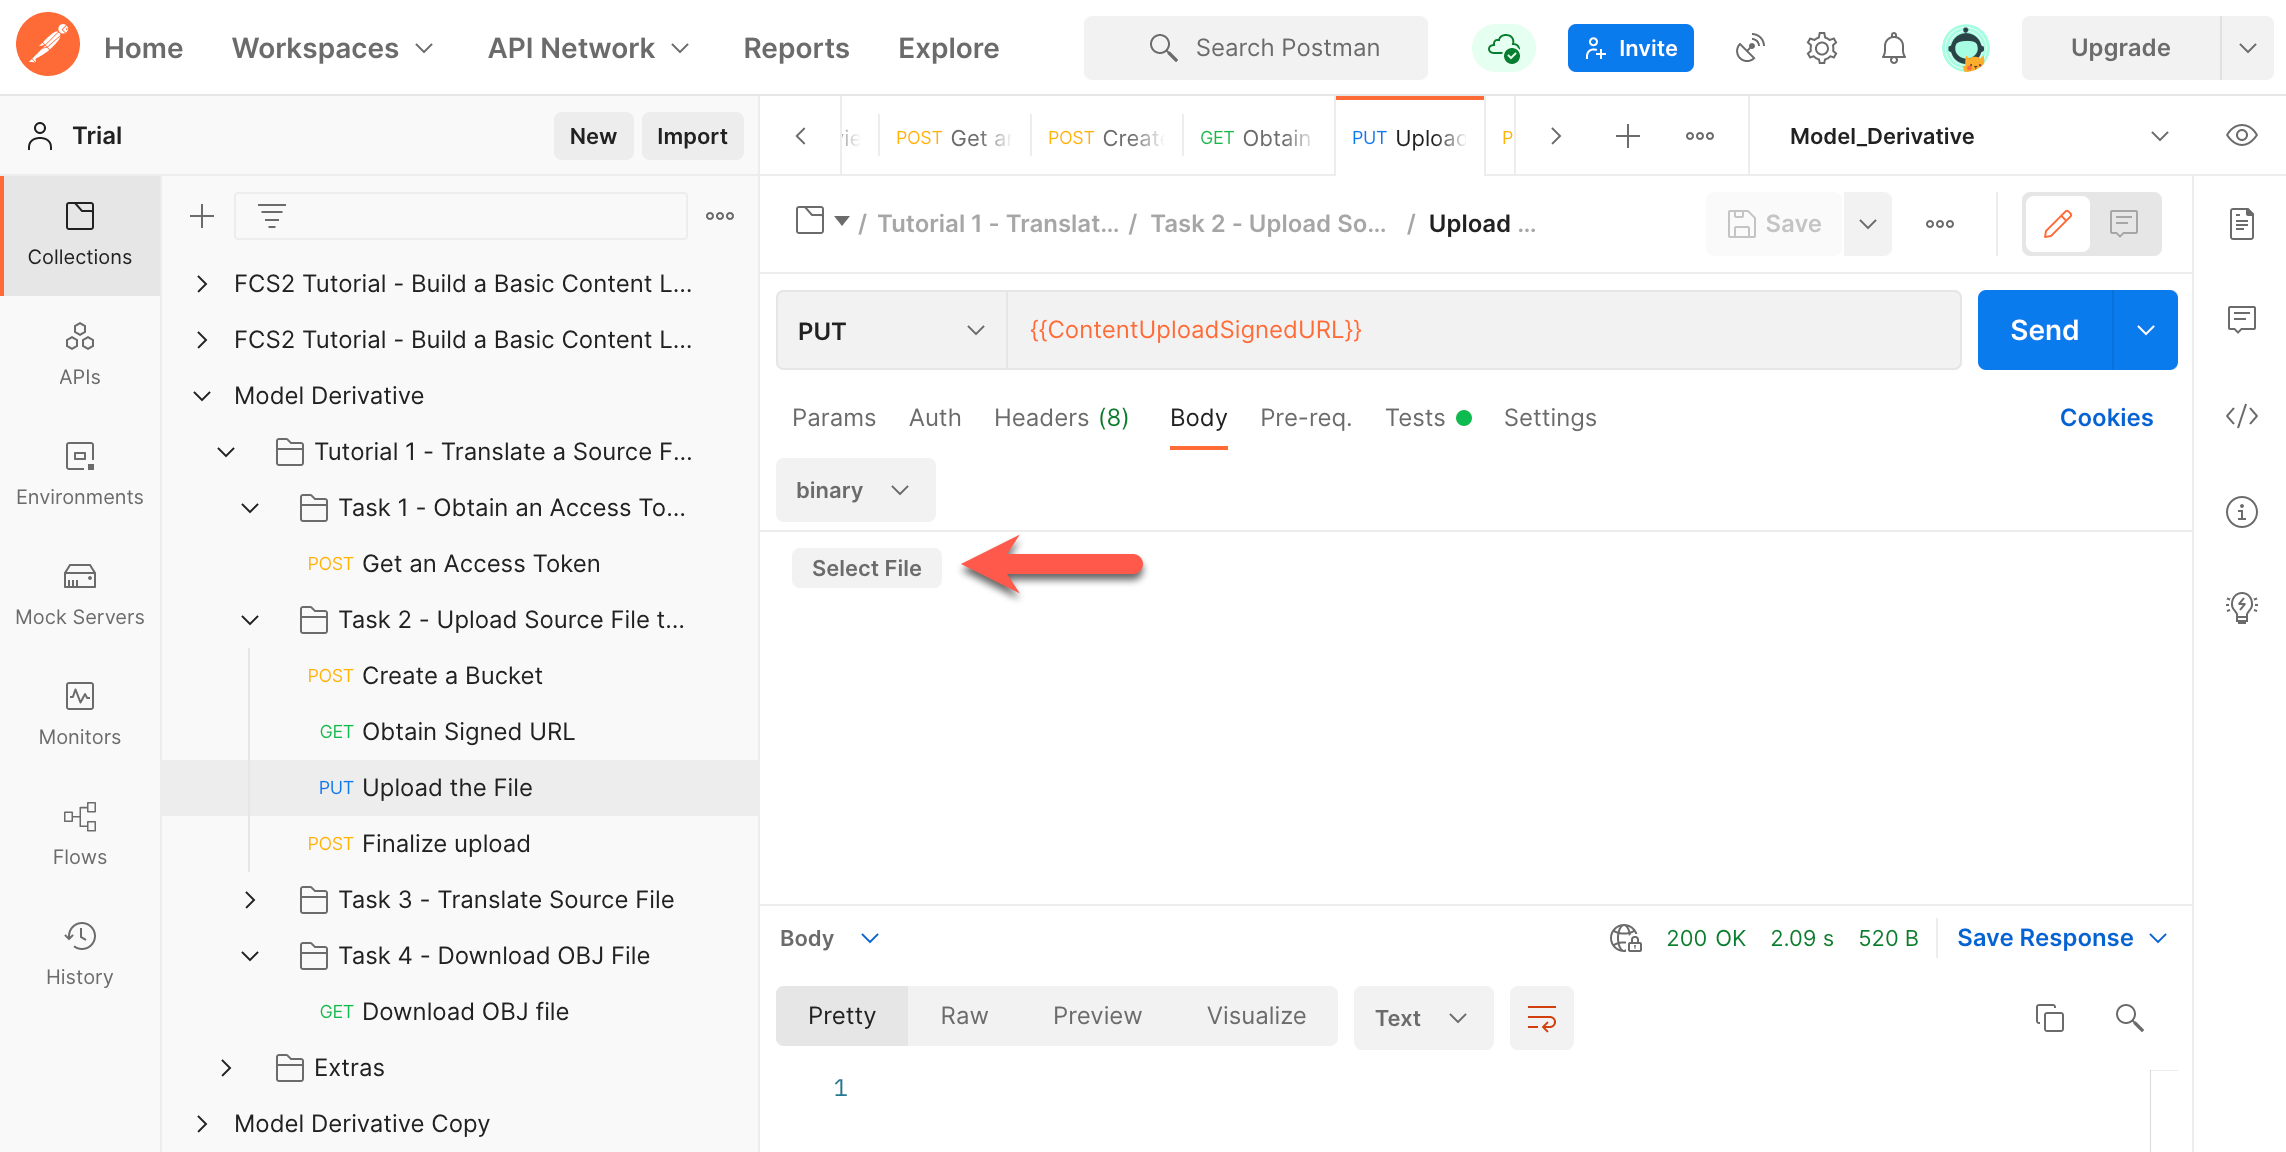 Home Workspaces API Network Reports Explore Search Postman Invite Upgrade
Trial New Import
POST Get an POST Creat GET Obtain PUT Upload P Model_Derivative
Collections
APIs
Environments
Mock Servers
Monitors
Flows
History
FCS2 Tutorial - Build a Basic Content L...
FCS2 Tutorial - Build a Basic Content L...
Model Derivative
Tutorial 1 - Translate a Source F...
Task 1 - Obtain an Access To...
POST Get an Access Token
Task 2 - Upload Source File t...
POST Create a Bucket
GET Obtain Signed URL
PUT Upload the File
POST Finalize upload
Task 3 - Translate Source File
Task 4 - Download OBJ File
GET Download OBJ file
Extras
Model Derivative Copy
/ Tutorial 1 - Translat... / Task 2 - Upload So... / Upload ... Save
PUT {{ContentUploadSignedURL}} Send
Params Auth Headers (8) Body Pre-req. Tests Settings Cookies
binary
Select File
Body 200 OK 2.09 s 520 B Save Response
Pretty Raw Preview Visualize Text
1